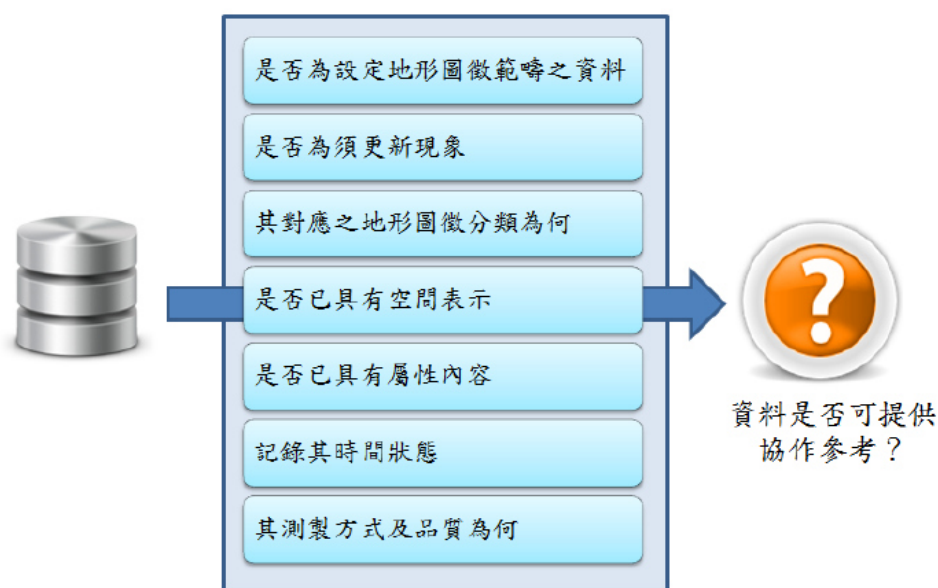 是否為設定地形圖徵範疇之資料
是否為須更新現象
其對應之地形圖徵分類為何
是否已具有空間表示
是否已具有屬性內容
記錄其時間狀態
其測製方式及品質為何
資料是否可提供
協作參考？